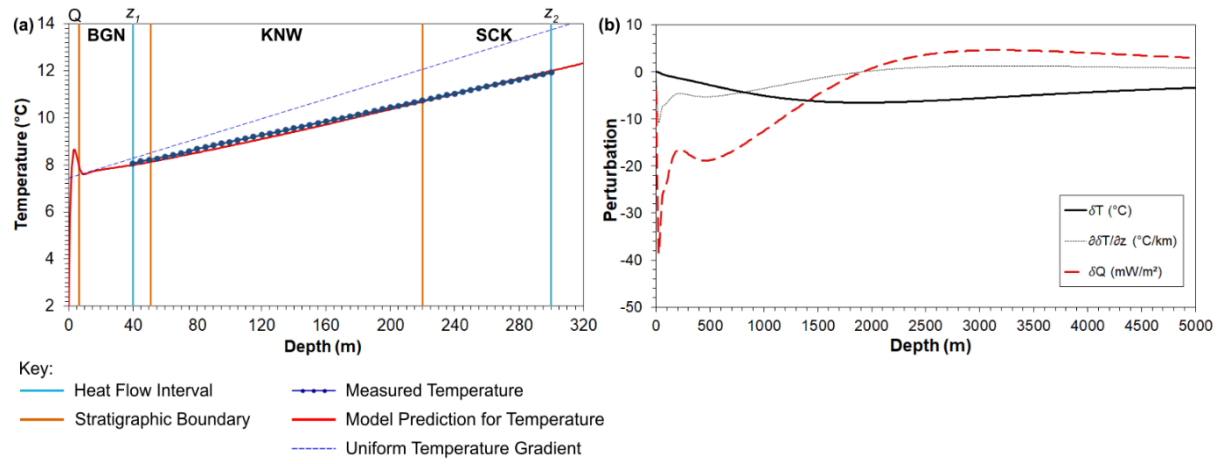 (a)
Q
z1
z2
BGN
KNW
SCK
14
12
10
8
6
4
2
Temperature (°C)
0
40
80
120
160
200
240
280
320
Depth (m)
(b)
10
0
-10
-20
-30
-40
-50
Perturbation
δT (°C)
∂δT/∂z (°C/km)
δQ (mW/m²)
0
500
1000
1500
2000
2500
3000
3500
4000
4500
5000
Depth (m)
Key:
Heat Flow Interval
Stratigraphic Boundary
Measured Temperature
Model Prediction for Temperature
Uniform Temperature Gradient